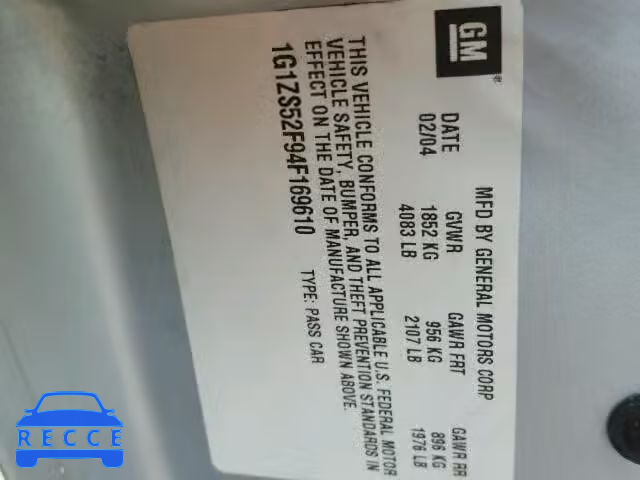 GM
®
MFD BY GENERAL MOTORS CORP
DATE GVWR GAWR FRT GAWR RR
02/04 1852 KG 956 KG 896 KG
4083 LB 2107 LB 1976 LB
THIS VEHICLE CONFORMS TO ALL APPLICABLE U.S. FEDERAL MOTOR
VEHICLE SAFETY, BUMPER, AND THEFT PREVENTION STANDARDS IN
EFFECT ON THE DATE OF MANUFACTURE SHOWN ABOVE.
1G1ZS52F94F169610 TYPE: PASS CAR
RECCE